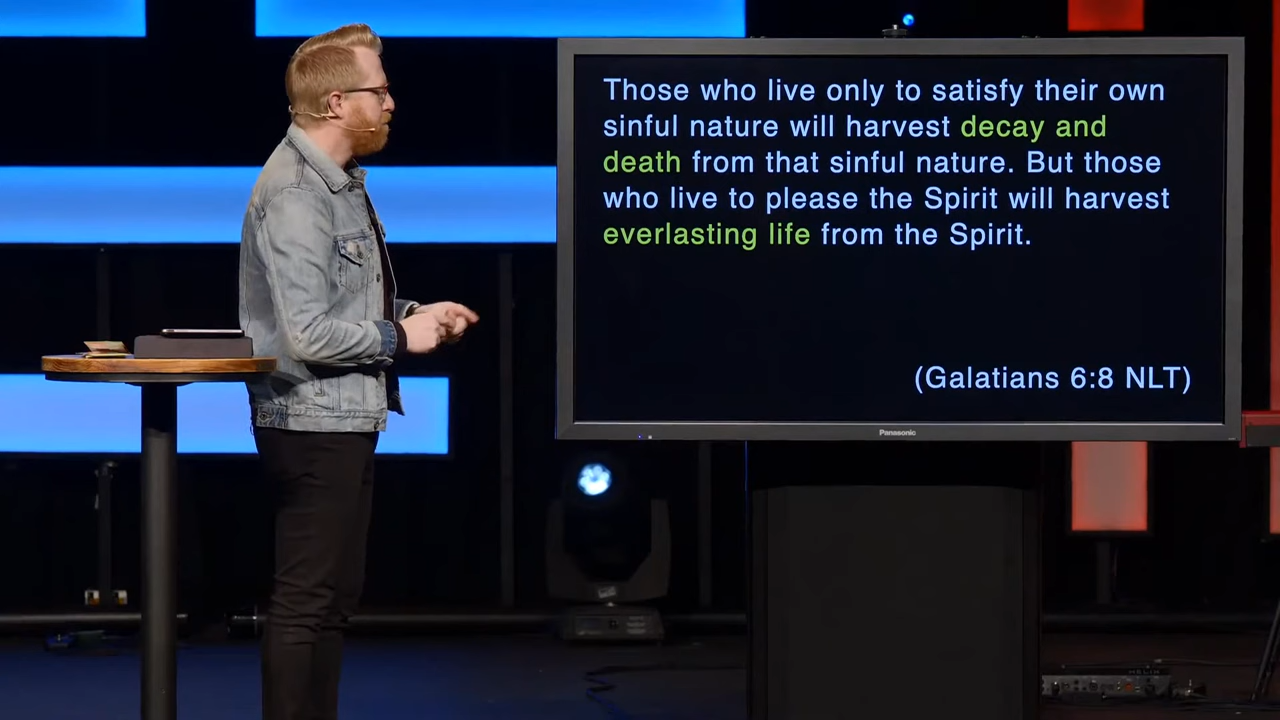 Those who live only to satisfy their own
sinful nature will harvest decay and
death from that sinful nature. But those
who live to please the Spirit will harvest
everlasting life from the Spirit.
(Galatians 6:8 NLT)
Panasonic
HELIX